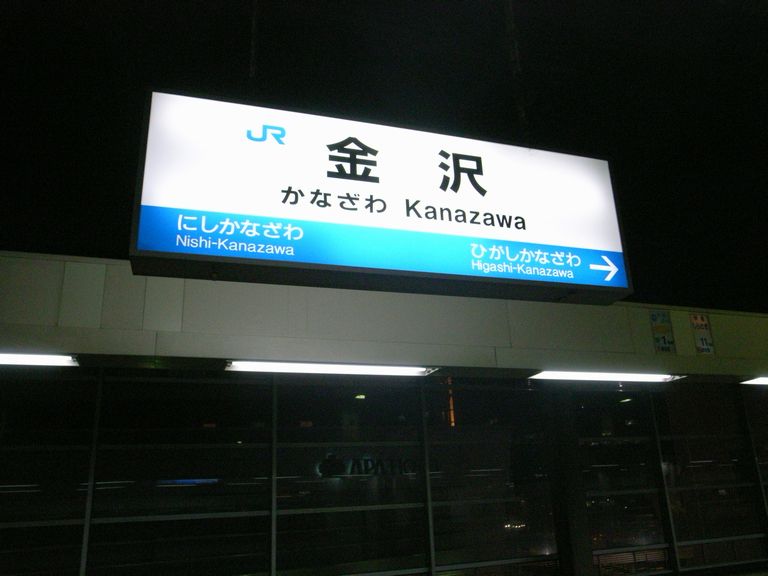 JR
金沢
かなざわ Kanazawa
にしかなざわ
Nishi-Kanazawa
ひがしかなざわ
Higashi-Kanazawa